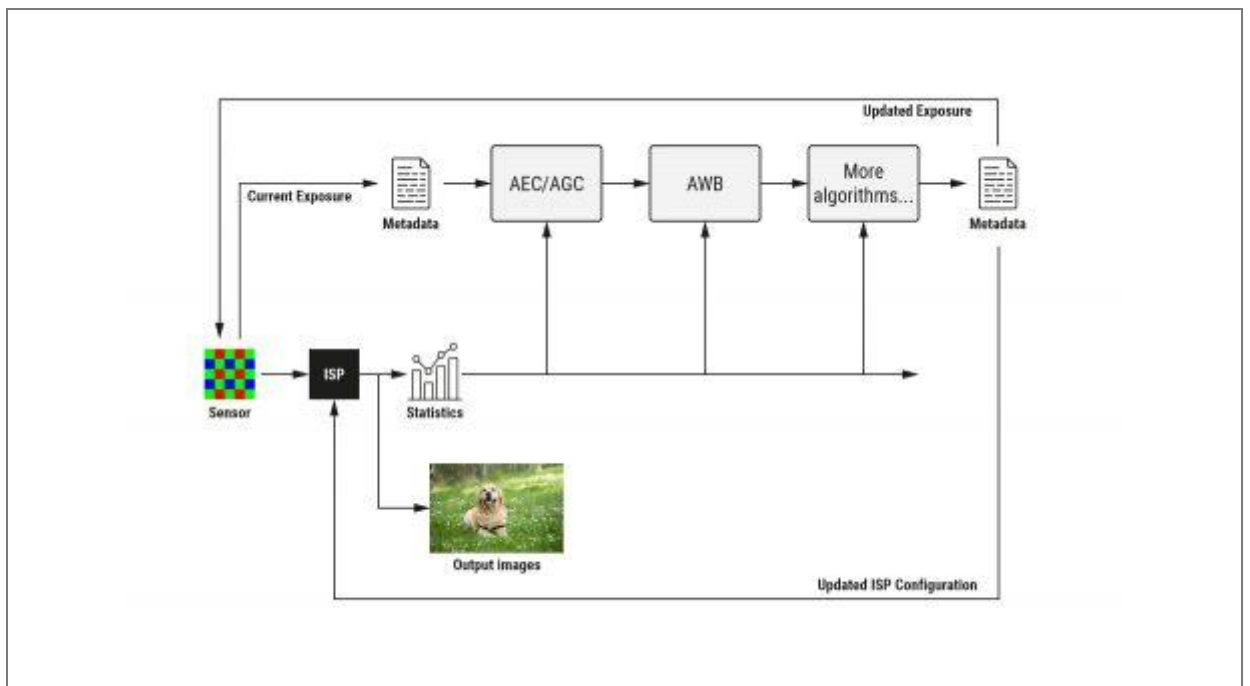 Updated Exposure
Current Exposure
Metadata
AEC/AGC
AWB
More
algorithms...
Metadata
Sensor
ISP
Statistics
Output images
Updated ISP Configuration